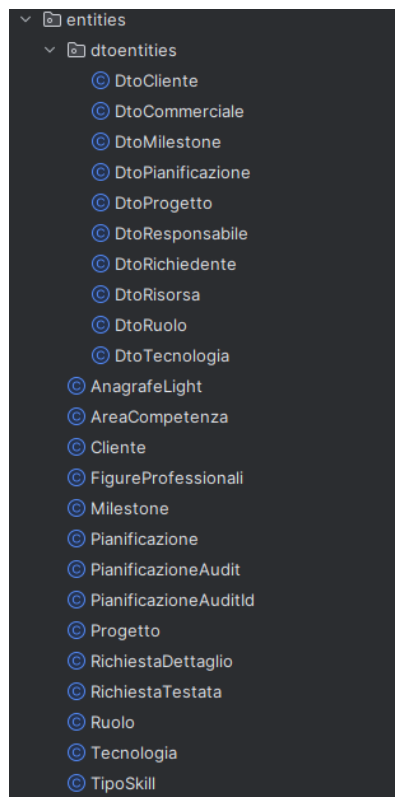 entities
dtoentities
DtoCliente
DtoCommerciale
DtoMilestone
DtoPianificazione
DtoProgetto
DtoResponsabile
DtoRichiedente
DtoRisorsa
DtoRuolo
DtoTecnologia
AnagrafeLight
AreaCompetenza
Cliente
FigureProfessionali
Milestone
Pianificazione
PianificazioneAudit
PianificazioneAuditId
Progetto
RichiestaDettaglio
RichiestaTestata
Ruolo
Tecnologia
TipoSkill